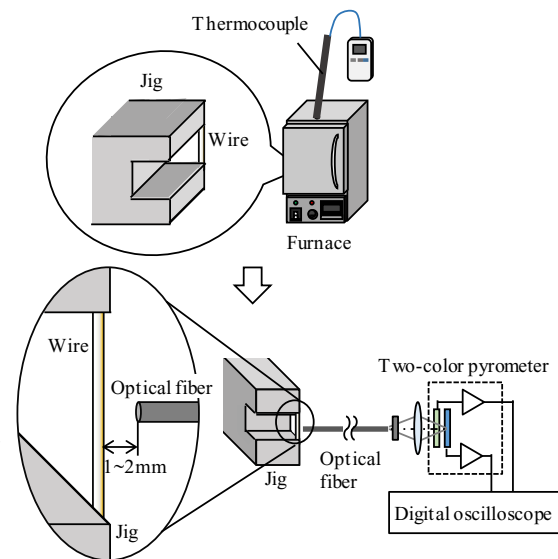 Thermocouple
Jig
Wire
Furnace
Wire
Optical fiber
1~2mm
Jig
Jig
Optical
fiber
Two-color pyrometer
Digital oscilloscope